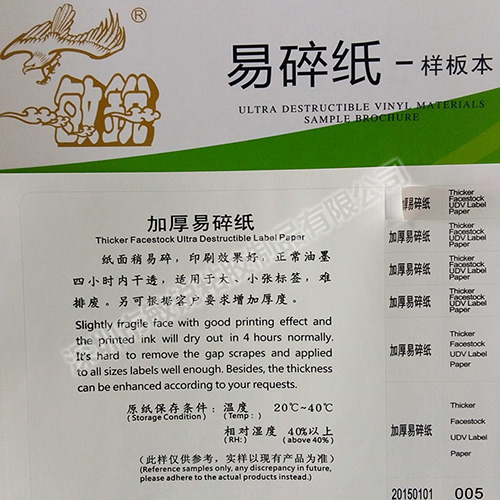 ®
易碎纸 - 样板本
ULTRA DESTRUCTIBLE VINYL MATERIALS
SAMPLE BROCHURE
加厚易碎纸
Thicker Facestock Ultra Destructible Label Paper
纸面稍易碎，印刷效果好，正常油墨
四小时内干透，适用于大、小张标签，难
排废。另可根据客户要求增加厚度。
Slightly fragile face with good printing effect and
the printed ink will dry out in 4 hours normally.
It's hard to remove the gap scrapes and applied
to all sizes labels well enough. Besides, the thickness
can be enhanced according to your requests.
原纸保存条件：温度 20℃~40℃
(Storage Condition) (Temp：)
相对湿度 40%以上
(RH:) (above 40%)
(此样仅供参考，实样以现有产品为准)
(Reference samples only, any discrepancy in future,
please adhere to the actual products instead.)
加厚易碎纸
Thicker
Facestock
UDV Label
Paper
加厚易碎纸
Thicker
Facestock
UDV Label
Paper
加厚易碎纸
Thicker
Facestock
UDV Label
Paper
加厚易碎纸
Thicker
Facestock
UDV Label
Paper
加厚易碎纸
Thicker
Facestock
UDV Label
Paper
加厚易碎纸
Thicker
Facestock
UDV Label
Paper
20150101 005